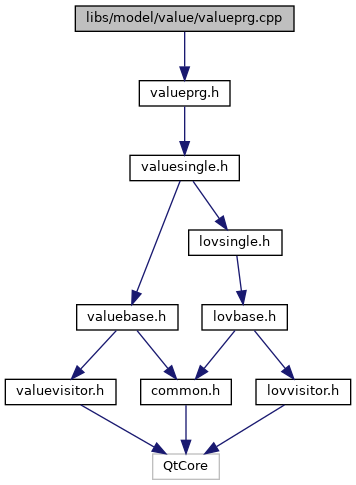 libs/model/value/valueprg.cpp
valueprg.h
valuesingle.h
lovsingle.h
valuebase.h
lovbase.h
valuevisitor.h
common.h
lovvisitor.h
QtCore